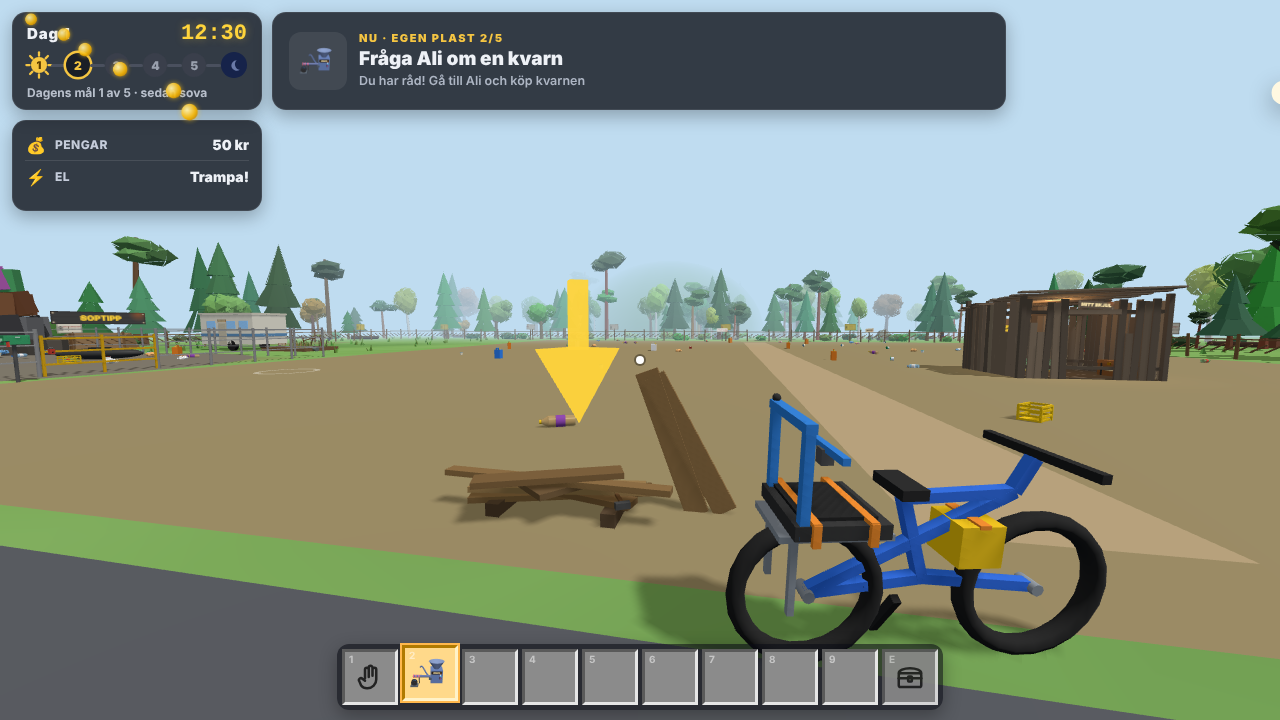 Dag
12:30
1 2 4 5
Dagens mål 1 av 5 · sova
PENGAR 50 kr
EL Trampa!
NU · EGEN PLAST 2/5
Fråga Ali om en kvarn
Du har råd! Gå till Ali och köp kvarnen
SOPTIPP
1 2 3 4 5 6 7 8 9 E